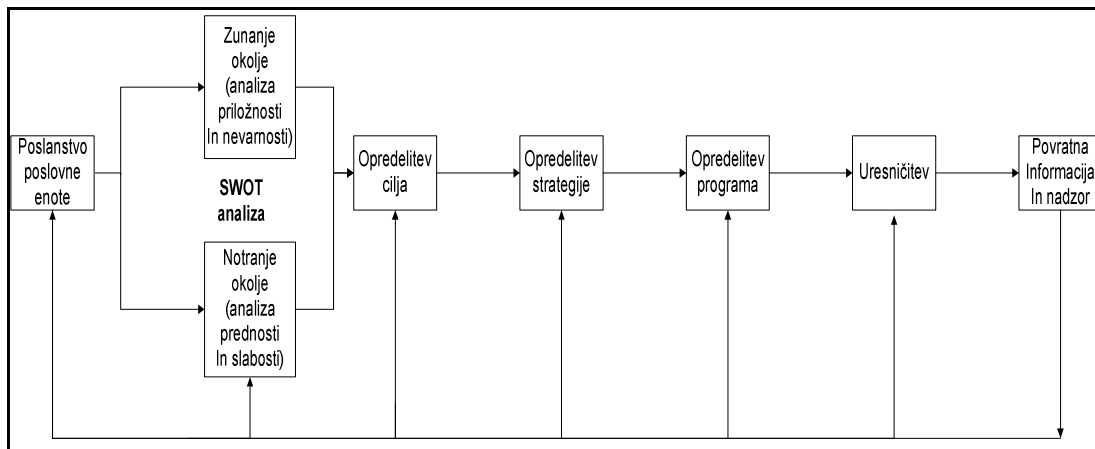 Poslanstvo
poslovne
enote
Zunanje
okolje
(analiza
priložnosti
In nevarnosti)
SWOT
analiza
Notranje
okolje
(analiza
prednosti
In slabosti)
Opredelitev
cilja
Opredelitev
strategije
Opredelitev
programa
Uresničitev
Povratna
Informacija
In nadzor